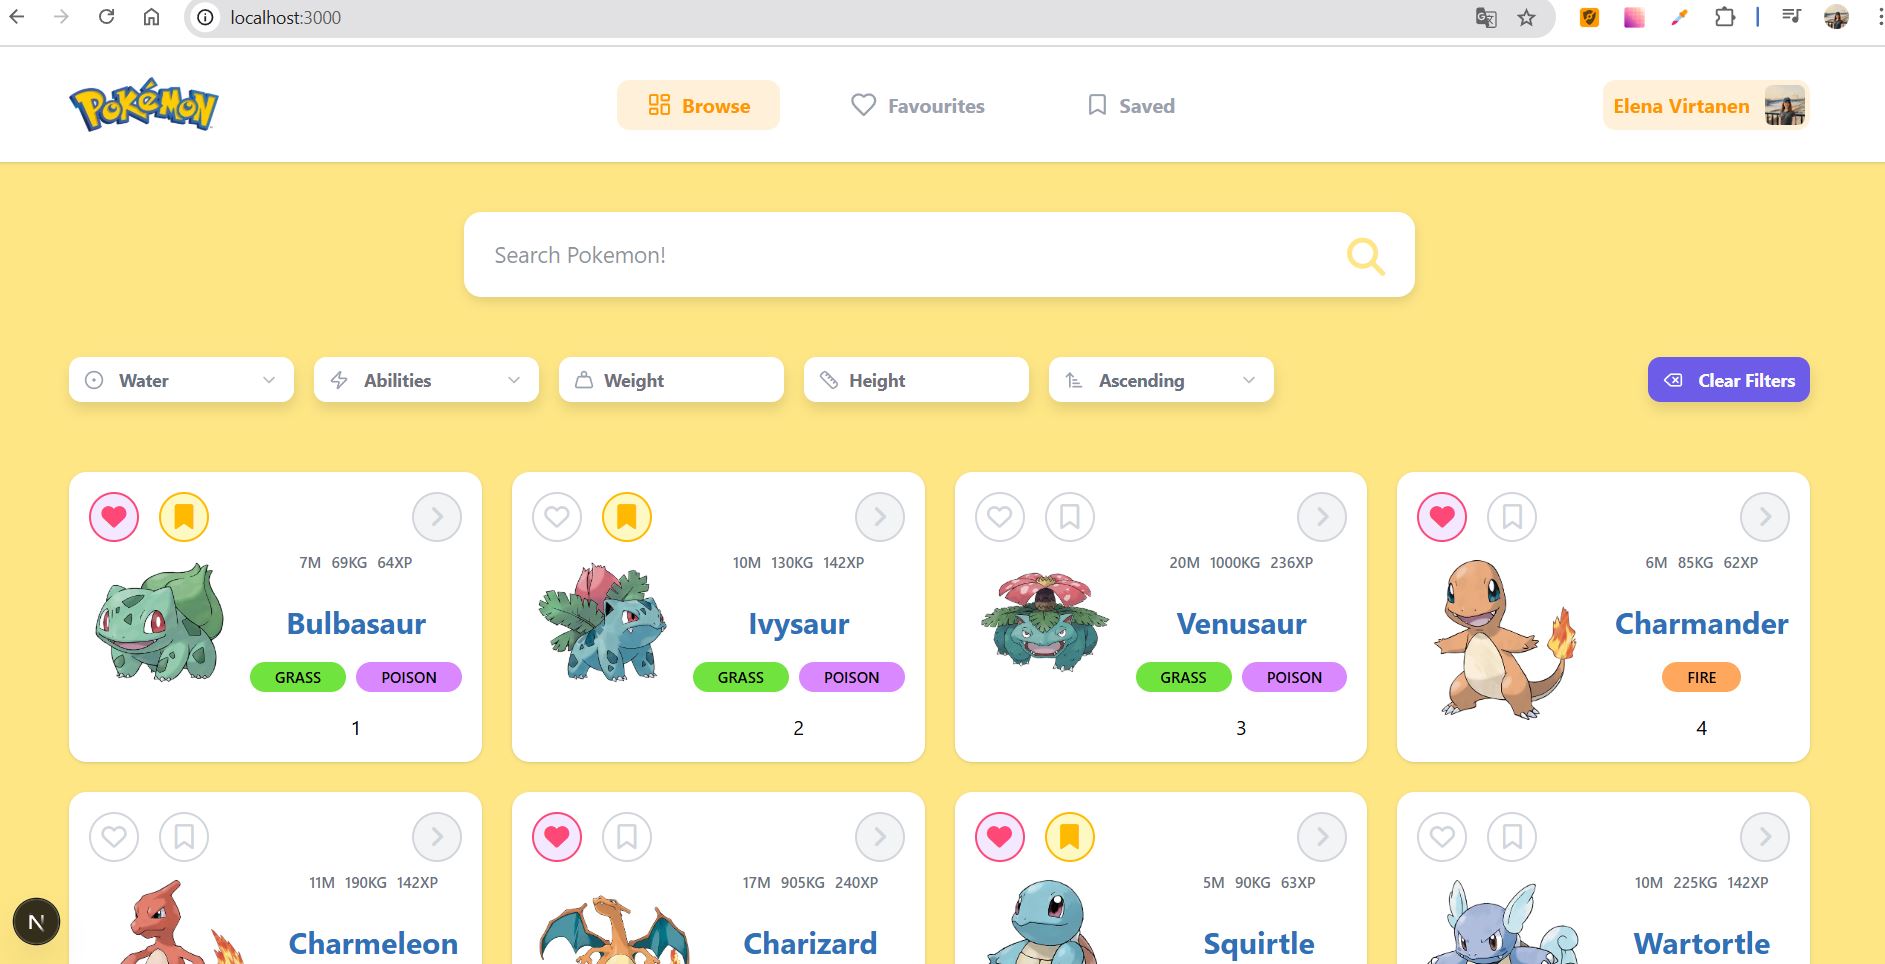 localhost:3000
Pokémon Browse Favourites Saved Elena Virtanen
Search Pokemon!
Water Abilities Weight Height Ascending Clear Filters
7M 69KG 64XP
Bulbasaur
GRASS POISON
1
10M 130KG 142XP
Ivysaur
GRASS POISON
2
20M 1000KG 236XP
Venusaur
GRASS POISON
3
6M 85KG 62XP
Charmander
FIRE
4
11M 190KG 142XP
Charmeleon
17M 905KG 240XP
Charizard
5M 90KG 63XP
Squirtle
10M 225KG 142XP
Wartortle
N